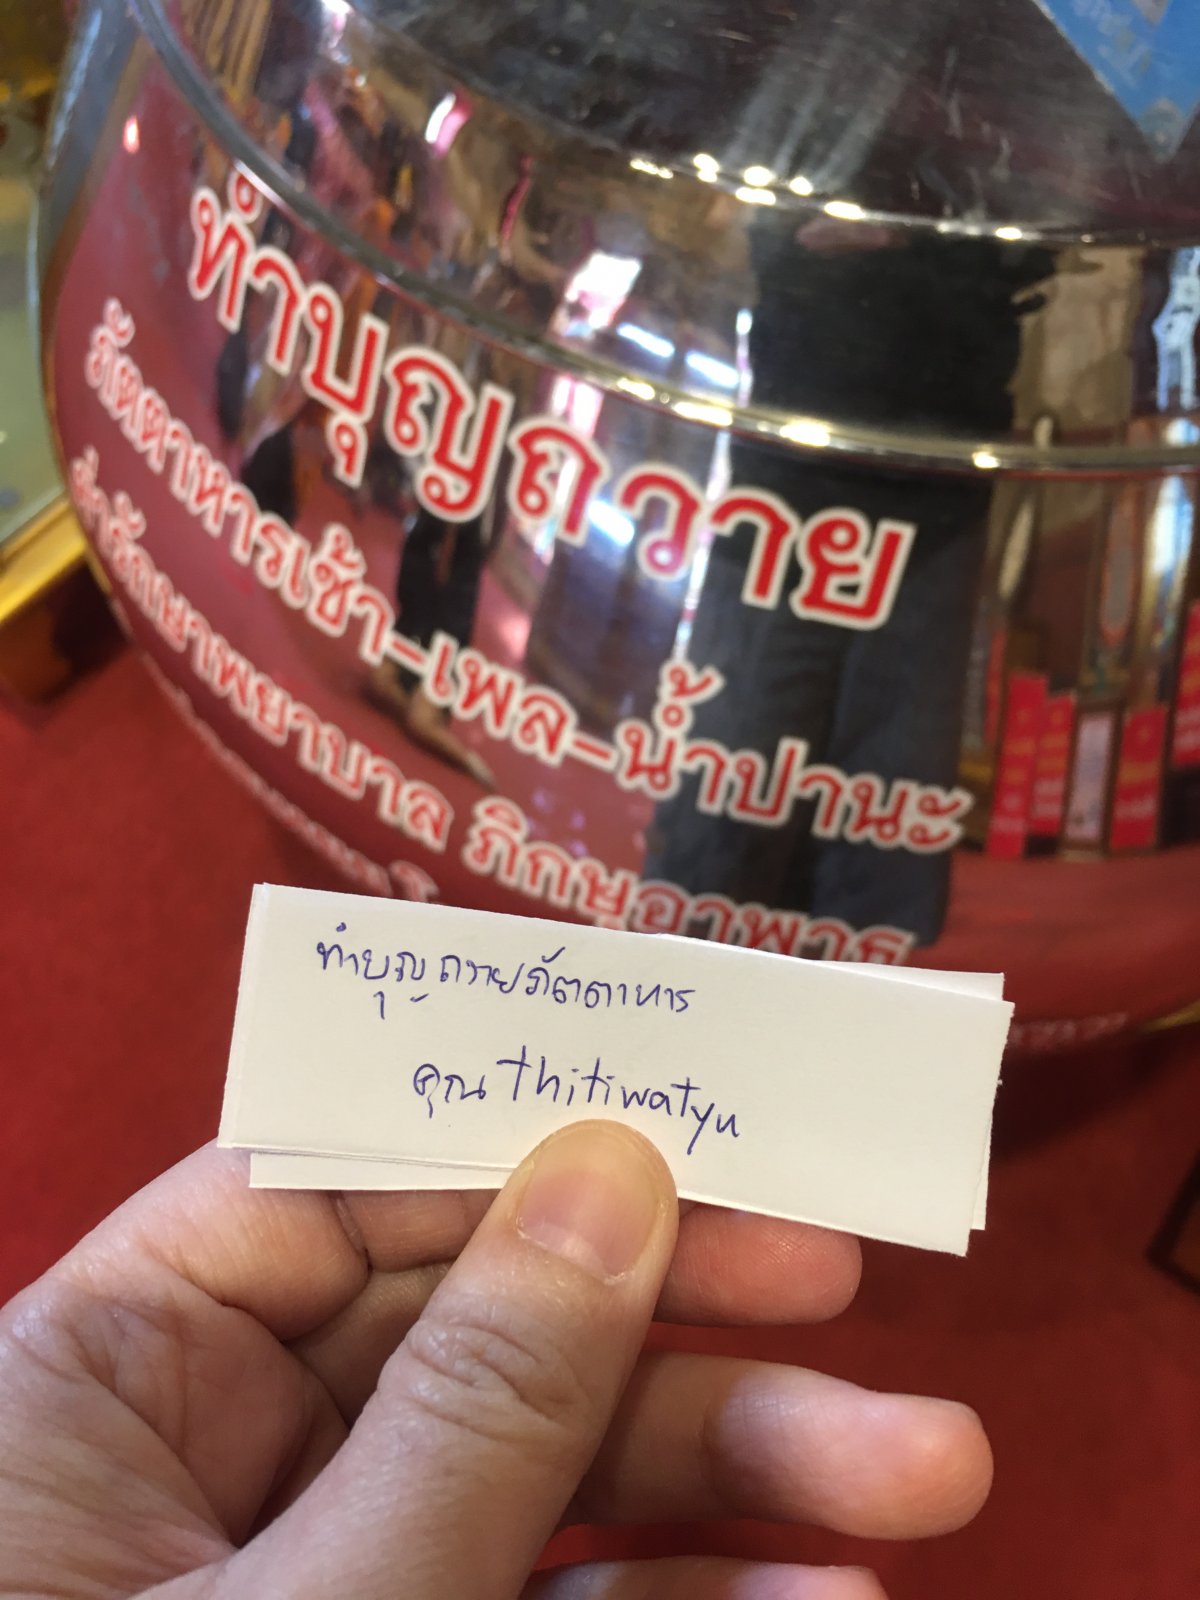 ทำบุญถวาย
ภัตตาหารเช้า-เพล-น้ำปานะ
ค่ารักษาพยาบาล ภิกษุอาพาธ
ทำบุญ ถวายภัตตาหาร
คุณ Thitiwatyu